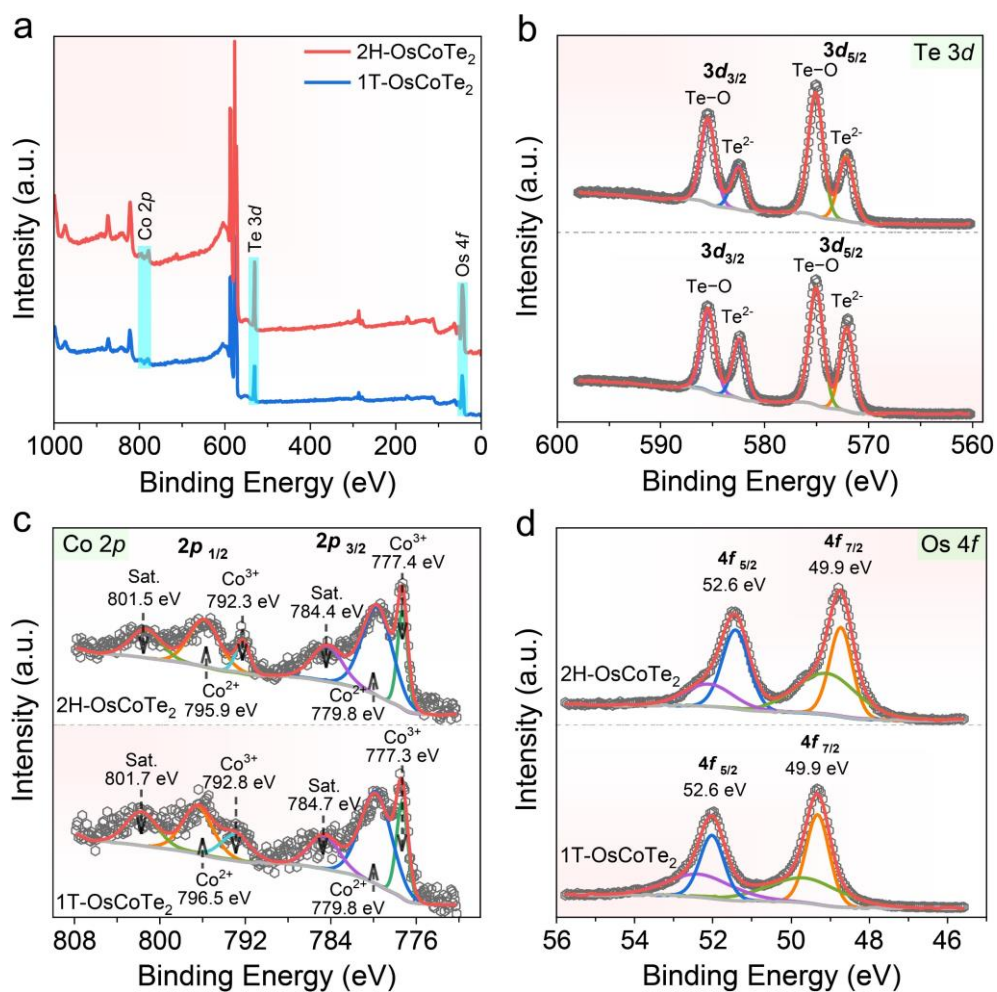 a
2H-OsCoTe₂
1T-OsCoTe₂
Co 2p
Te 3d
Os 4f
Intensity (a.u.)
1000 800 600 400 200 0
Binding Energy (eV)
b
Te 3d
3d₅/₂
Te–O
3d₃/₂
Te–O
Te²⁻
Te²⁻
3d₃/₂
3d₅/₂
Te–O
Te–O
Te²⁻
Te²⁻
Intensity (a.u.)
600 590 580 570 560
Binding Energy (eV)
c
Co 2p
2p 1/2
2p 3/2
Co³⁺
777.4 eV
Sat.
801.5 eV
Co³⁺
792.3 eV
Sat.
784.4 eV
Co²⁺
795.9 eV
Co²⁺
779.8 eV
2H-OsCoTe₂
Co³⁺
777.3 eV
Sat.
801.7 eV
Co³⁺
792.8 eV
Sat.
784.7 eV
Co²⁺
796.5 eV
Co²⁺
779.8 eV
1T-OsCoTe₂
Intensity (a.u.)
808 800 792 784 776
Binding Energy (eV)
d
Os 4f
4f 7/2
49.9 eV
4f 5/2
52.6 eV
2H-OsCoTe₂
4f 7/2
49.9 eV
4f 5/2
52.6 eV
1T-OsCoTe₂
Intensity (a.u.)
56 54 52 50 48 46
Binding Energy (eV)